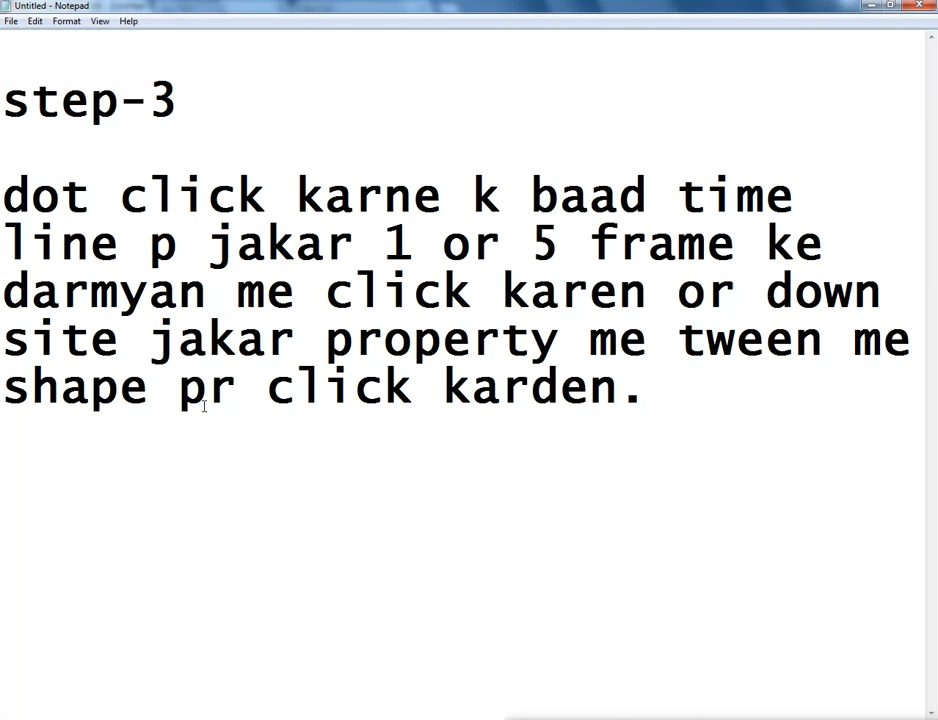 Untitled - Notepad
File Edit Format View Help
step-3
dot click karne k baad time
line p jakar 1 or 5 frame ke
darmyan me click karen or down
site jakar property me tween me
shape pr click karden.